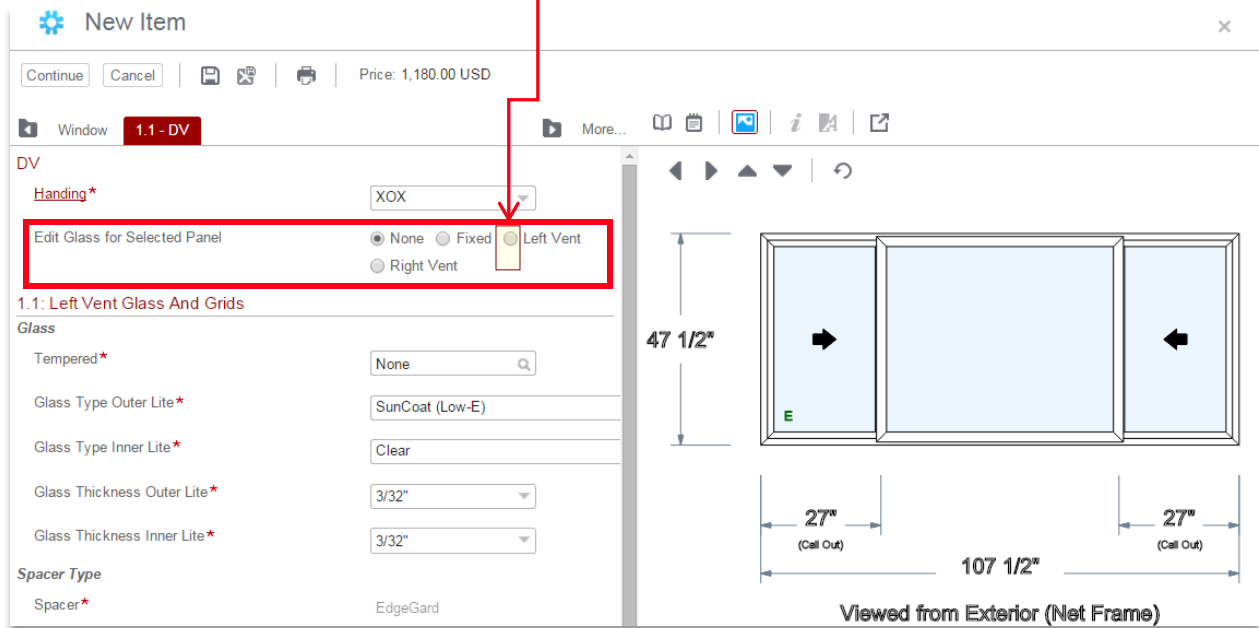 New Item
Continue Cancel Price: 1,180.00 USD
Window 1.1 - DV More...
DV
Handing* XOX
Edit Glass for Selected Panel None Fixed Left Vent
Right Vent
1.1: Left Vent Glass And Grids
Glass
Tempered* None
Glass Type Outer Lite* SunCoat (Low-E)
Glass Type Inner Lite* Clear
Glass Thickness Outer Lite* 3/32"
Glass Thickness Inner Lite* 3/32"
Spacer Type
Spacer* EdgeGard
47 1/2"
E
27" 27"
(Call Out) (Call Out)
107 1/2"
Viewed from Exterior (Net Frame)